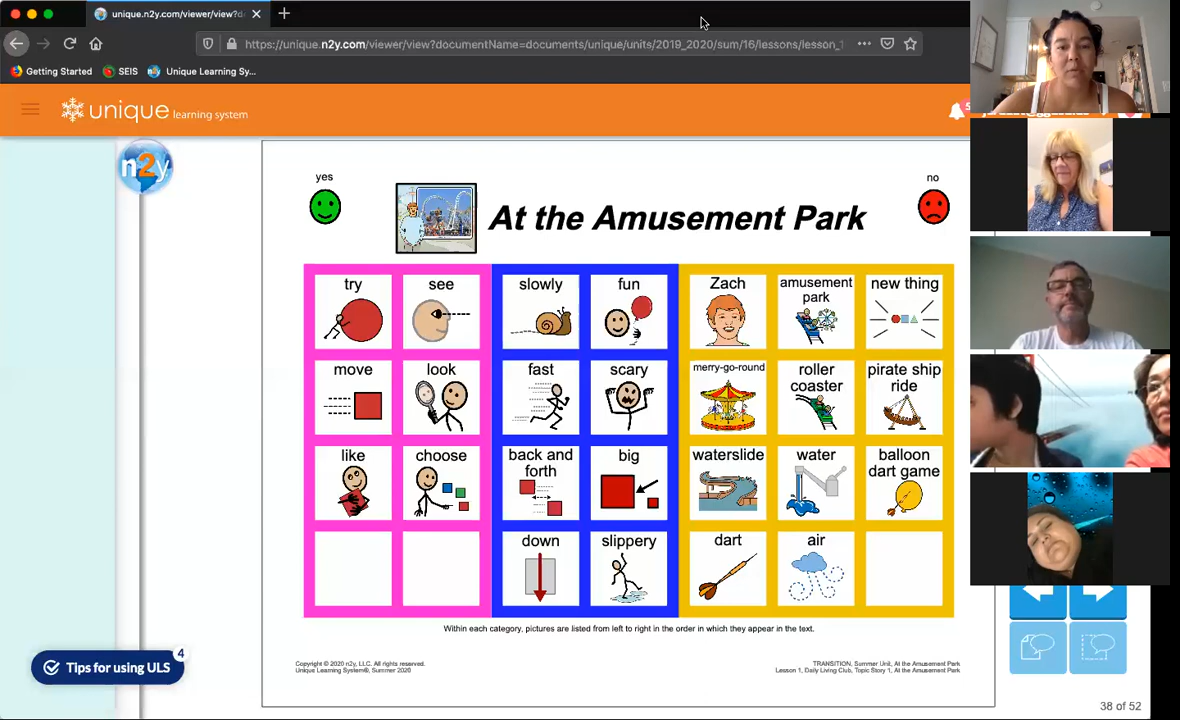 unique.n2y.com/viewer/view?d
https://unique.n2y.com/viewer/view?documentName=documents/unique/units/2019_2020/sum/16/lessons/lesson_1
Getting Started
SEIS
Unique Learning Sy...
unique learning system
5
n2y
yes
no
At the Amusement Park
try
see
slowly
fun
Zach
amusement park
new thing
move
look
fast
scary
merry-go-round
roller coaster
pirate ship ride
like
choose
back and forth
big
waterslide
water
balloon dart game
down
slippery
dart
air
Within each category, pictures are listed from left to right in the order in which they appear in the text.
Tips for using ULS
4
Copyright © 2020 n2y, LLC. All rights reserved.
Unique Learning System®, Summer 2020
TRANSITION, Summer Unit, At the Amusement Park
Lesson 1, Daily Living Club, Topic Story 1, At the Amusement Park
38 of 52